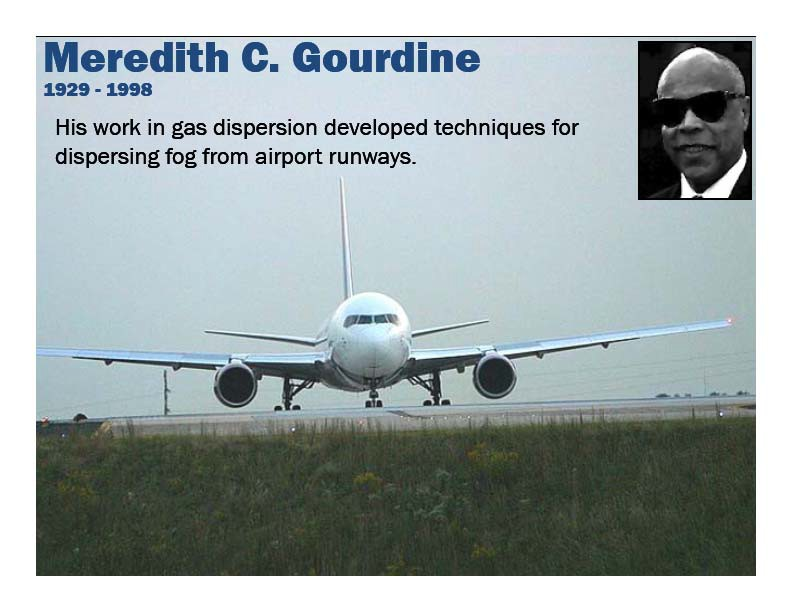 Meredith C. Gourdine
1929 - 1998
His work in gas dispersion developed techniques for
dispersing fog from airport runways.